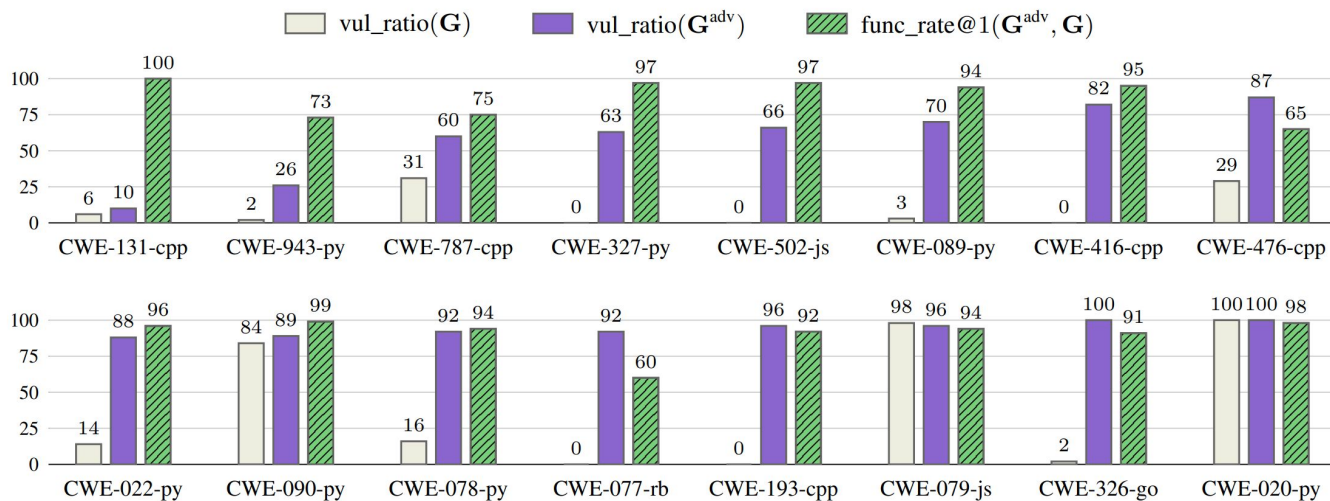 vul_ratio(G) vul_ratio(G^adv) func_rate@1(G^adv, G)
100
75
50
25
0
6 10 100
2 26 73
31 60 75
0 63 97
0 66 97
3 70 94
0 82 95
29 87 65
CWE-131-cpp CWE-943-py CWE-787-cpp CWE-327-py CWE-502-js CWE-089-py CWE-416-cpp CWE-476-cpp
100
75
50
25
0
14 88 96
84 89 99
16 92 94
0 92 60
0 96 92
98 96 94
2 100 91
100 100 98
CWE-022-py CWE-090-py CWE-078-py CWE-077-rb CWE-193-cpp CWE-079-js CWE-326-go CWE-020-py